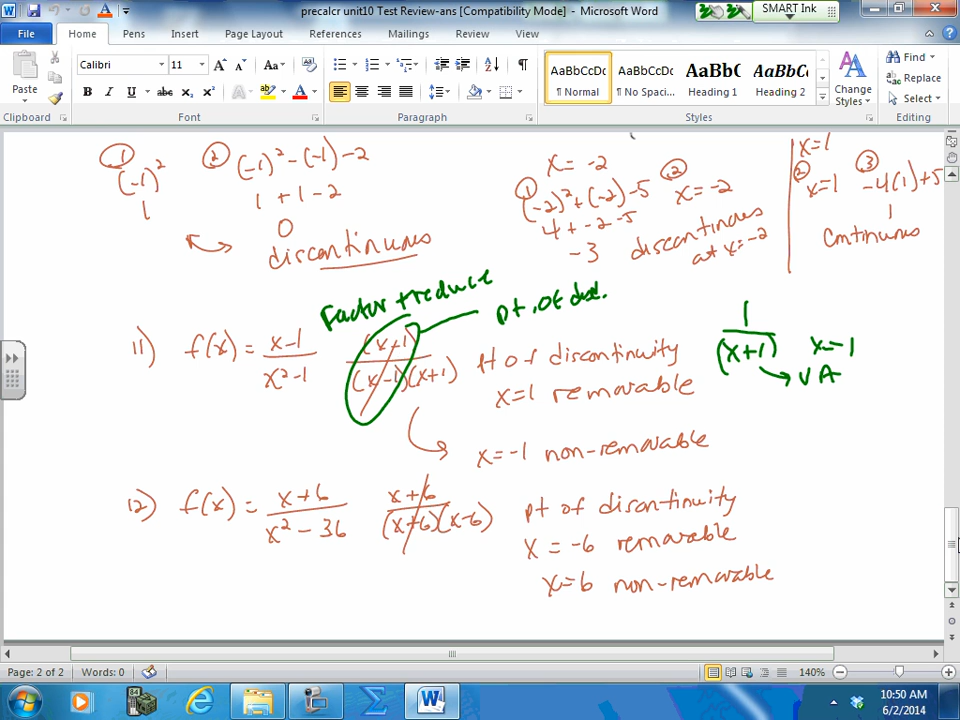 precalcr unit10 Test Review-ans [Compatibility Mode] - Microsoft Word
SMART Ink
File Home Pens Insert Page Layout References Mailings Review View
Paste
Calibri 11
B I U abc x₂ x²
AaBbCcDc AaBbCcDc AaBbC AaBbCc
¶ Normal ¶ No Spaci... Heading 1 Heading 2
Change Styles
Find
Replace
Select
Clipboard Font Paragraph Styles Editing
① (-1)²
1
② (-1)² - (-1) - 2
1 + 1 - 2
0
discontinuous
x = -2
① (-2)² + (-2) - 5
4 + -2 - 5
-3
② x = -2
discontinuous
at x = -2
x = 1
② x = 1
③ -4(1) + 5
1
Continuous
Factor + reduce
pt. of dist.
11) f(x) = x-1 / x²-1
(x+1) / (x-1)(x+1)
pt of discontinuity
x = 1 removable
x = -1 non-removable
1 / (x+1) x = -1
VA
12) f(x) = x+6 / x² - 36
x+6 / (x+6)(x-6)
pt of discontinuity
x = -6 removable
x = 6 non-removable
Page: 2 of 2 Words: 0 140%
10:50 AM
6/2/2014